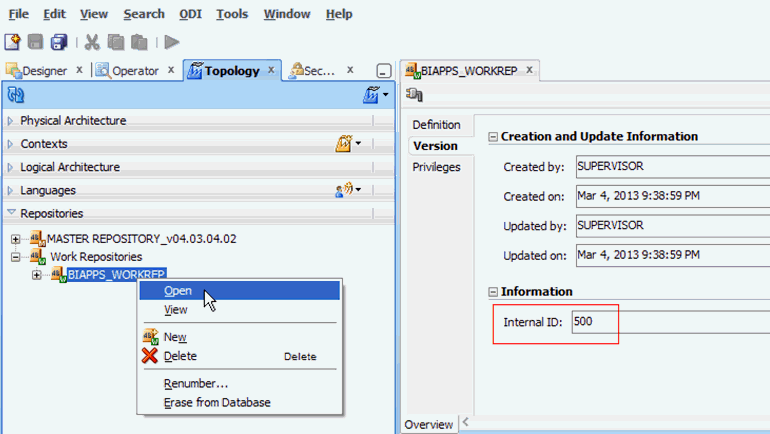 File Edit View Search ODI Tools Window Help
Designer x Operator x Topology x Sec... x
Physical Architecture
Contexts
Logical Architecture
Languages
Repositories
MASTER REPOSITORY_v04.03.04.02
Work Repositories
BIAPPS_WORKREP
Open
View
New
Delete Delete
Renumber...
Erase from Database
BIAPPS_WORKREP x
Definition
Version
Privileges
Creation and Update Information
Created by: SUPERVISOR
Created on: Mar 4, 2013 9:38:59 PM
Updated by: SUPERVISOR
Updated on: Mar 4, 2013 9:38:59 PM
Information
Internal ID: 500
Overview